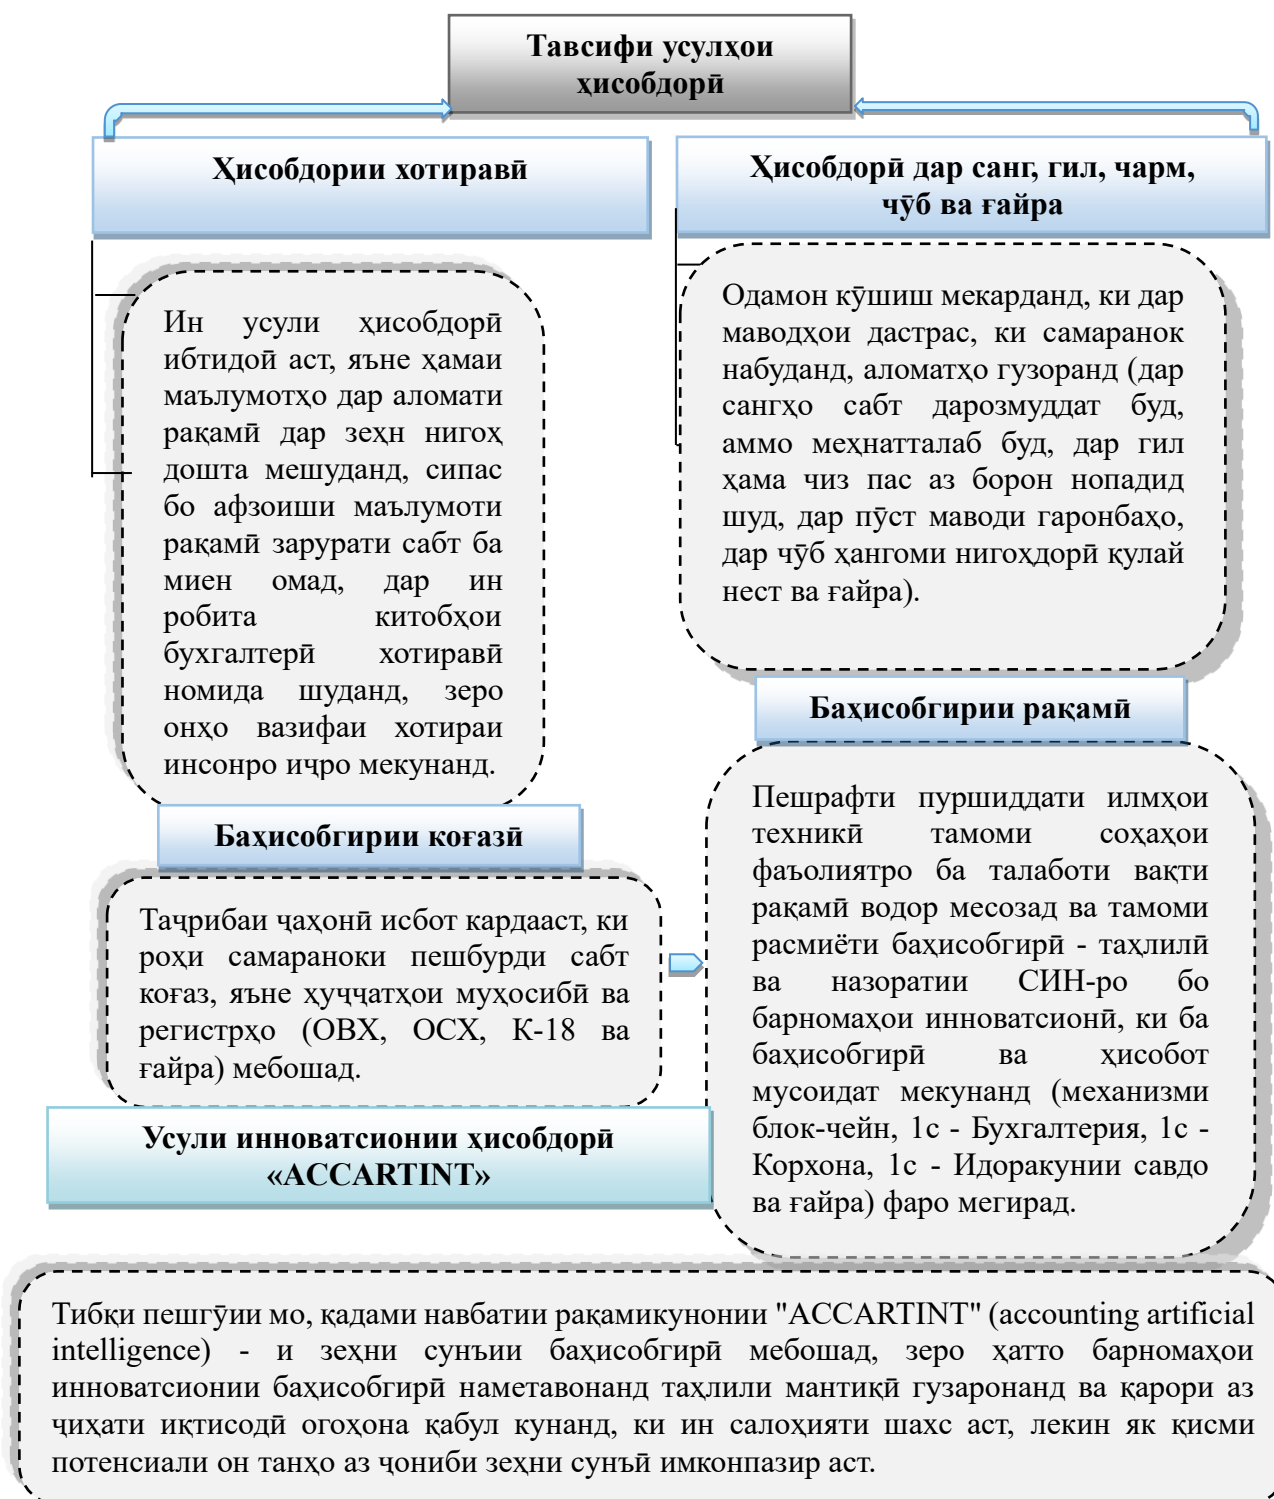 Тавсифи усулҳои
ҳисобдорӣ
Ҳисобдории хотиравӣ
Ин усули ҳисобдорӣ
ибтидоӣ аст, яъне ҳамаи
маълумотҳо дар аломати
рақамӣ дар зеҳн нигоҳ
дошта мешуданд, сипас
бо афзоиши маълумоти
рақамӣ зарурати сабт ба
миен омад, дар ин
робита китобҳои
бухгалтерӣ хотиравӣ
номида шуданд, зеро
онҳо вазифаи хотираи
инсонро иҷро мекунанд.
Ҳисобдорӣ дар санг, гил, чарм,
чӯб ва ғайра
Одамон кӯшиш мекарданд, ки дар
маводҳои дастрас, ки самаранок
набуданд, аломатҳо гузоранд (дар
сангҳо сабт дарозмуддат буд,
аммо меҳнатталаб буд, дар гил
ҳама чиз пас аз борон нопадид
шуд, дар пӯст маводи гаронбаҳо,
дар чӯб ҳангоми нигоҳдорӣ қулай
нест ва ғайра).
Баҳисобгирии коғазӣ
Таҷрибаи ҷаҳонӣ исбот кардааст, ки
роҳи самараноки пешбурди сабт
коғаз, яъне ҳуҷҷатҳои муҳосибӣ ва
регистрҳо (ОВХ, ОСХ, К-18 ва
ғайра) мебошад.
Баҳисобгирии рақамӣ
Пешрафти пуршиддати илмҳои
техникӣ тамоми соҳаҳои
фаъолиятро ба талаботи вақти
рақамӣ водор месозад ва тамоми
расмиёти баҳисобгирӣ - таҳлилӣ
ва назоратии СИН-ро бо
барномаҳои инноватсионӣ, ки ба
баҳисобгирӣ ва ҳисобот
мусоидат мекунанд (механизми
блок-чейн, 1с - Бухгалтерия, 1с -
Корхона, 1с - Идоракунии савдо
ва ғайра) фаро мегирад.
Усули инноватсионии ҳисобдорӣ
«ACCARTINT»
Тибқи пешгӯии мо, қадами навбатии рақамикунонии "ACCARTINT" (accounting artificial
intelligence) - и зеҳни сунъии баҳисобгирӣ мебошад, зеро ҳатто барномаҳои
инноватсионии баҳисобгирӣ наметавонанд таҳлили мантиқӣ гузаронанд ва қарори аз
ҷиҳати иқтисодӣ огоҳона қабул кунанд, ки ин салоҳияти шахс аст, лекин як қисми
потенсиали он танҳо аз ҷониби зеҳни сунъӣ имконпазир аст.